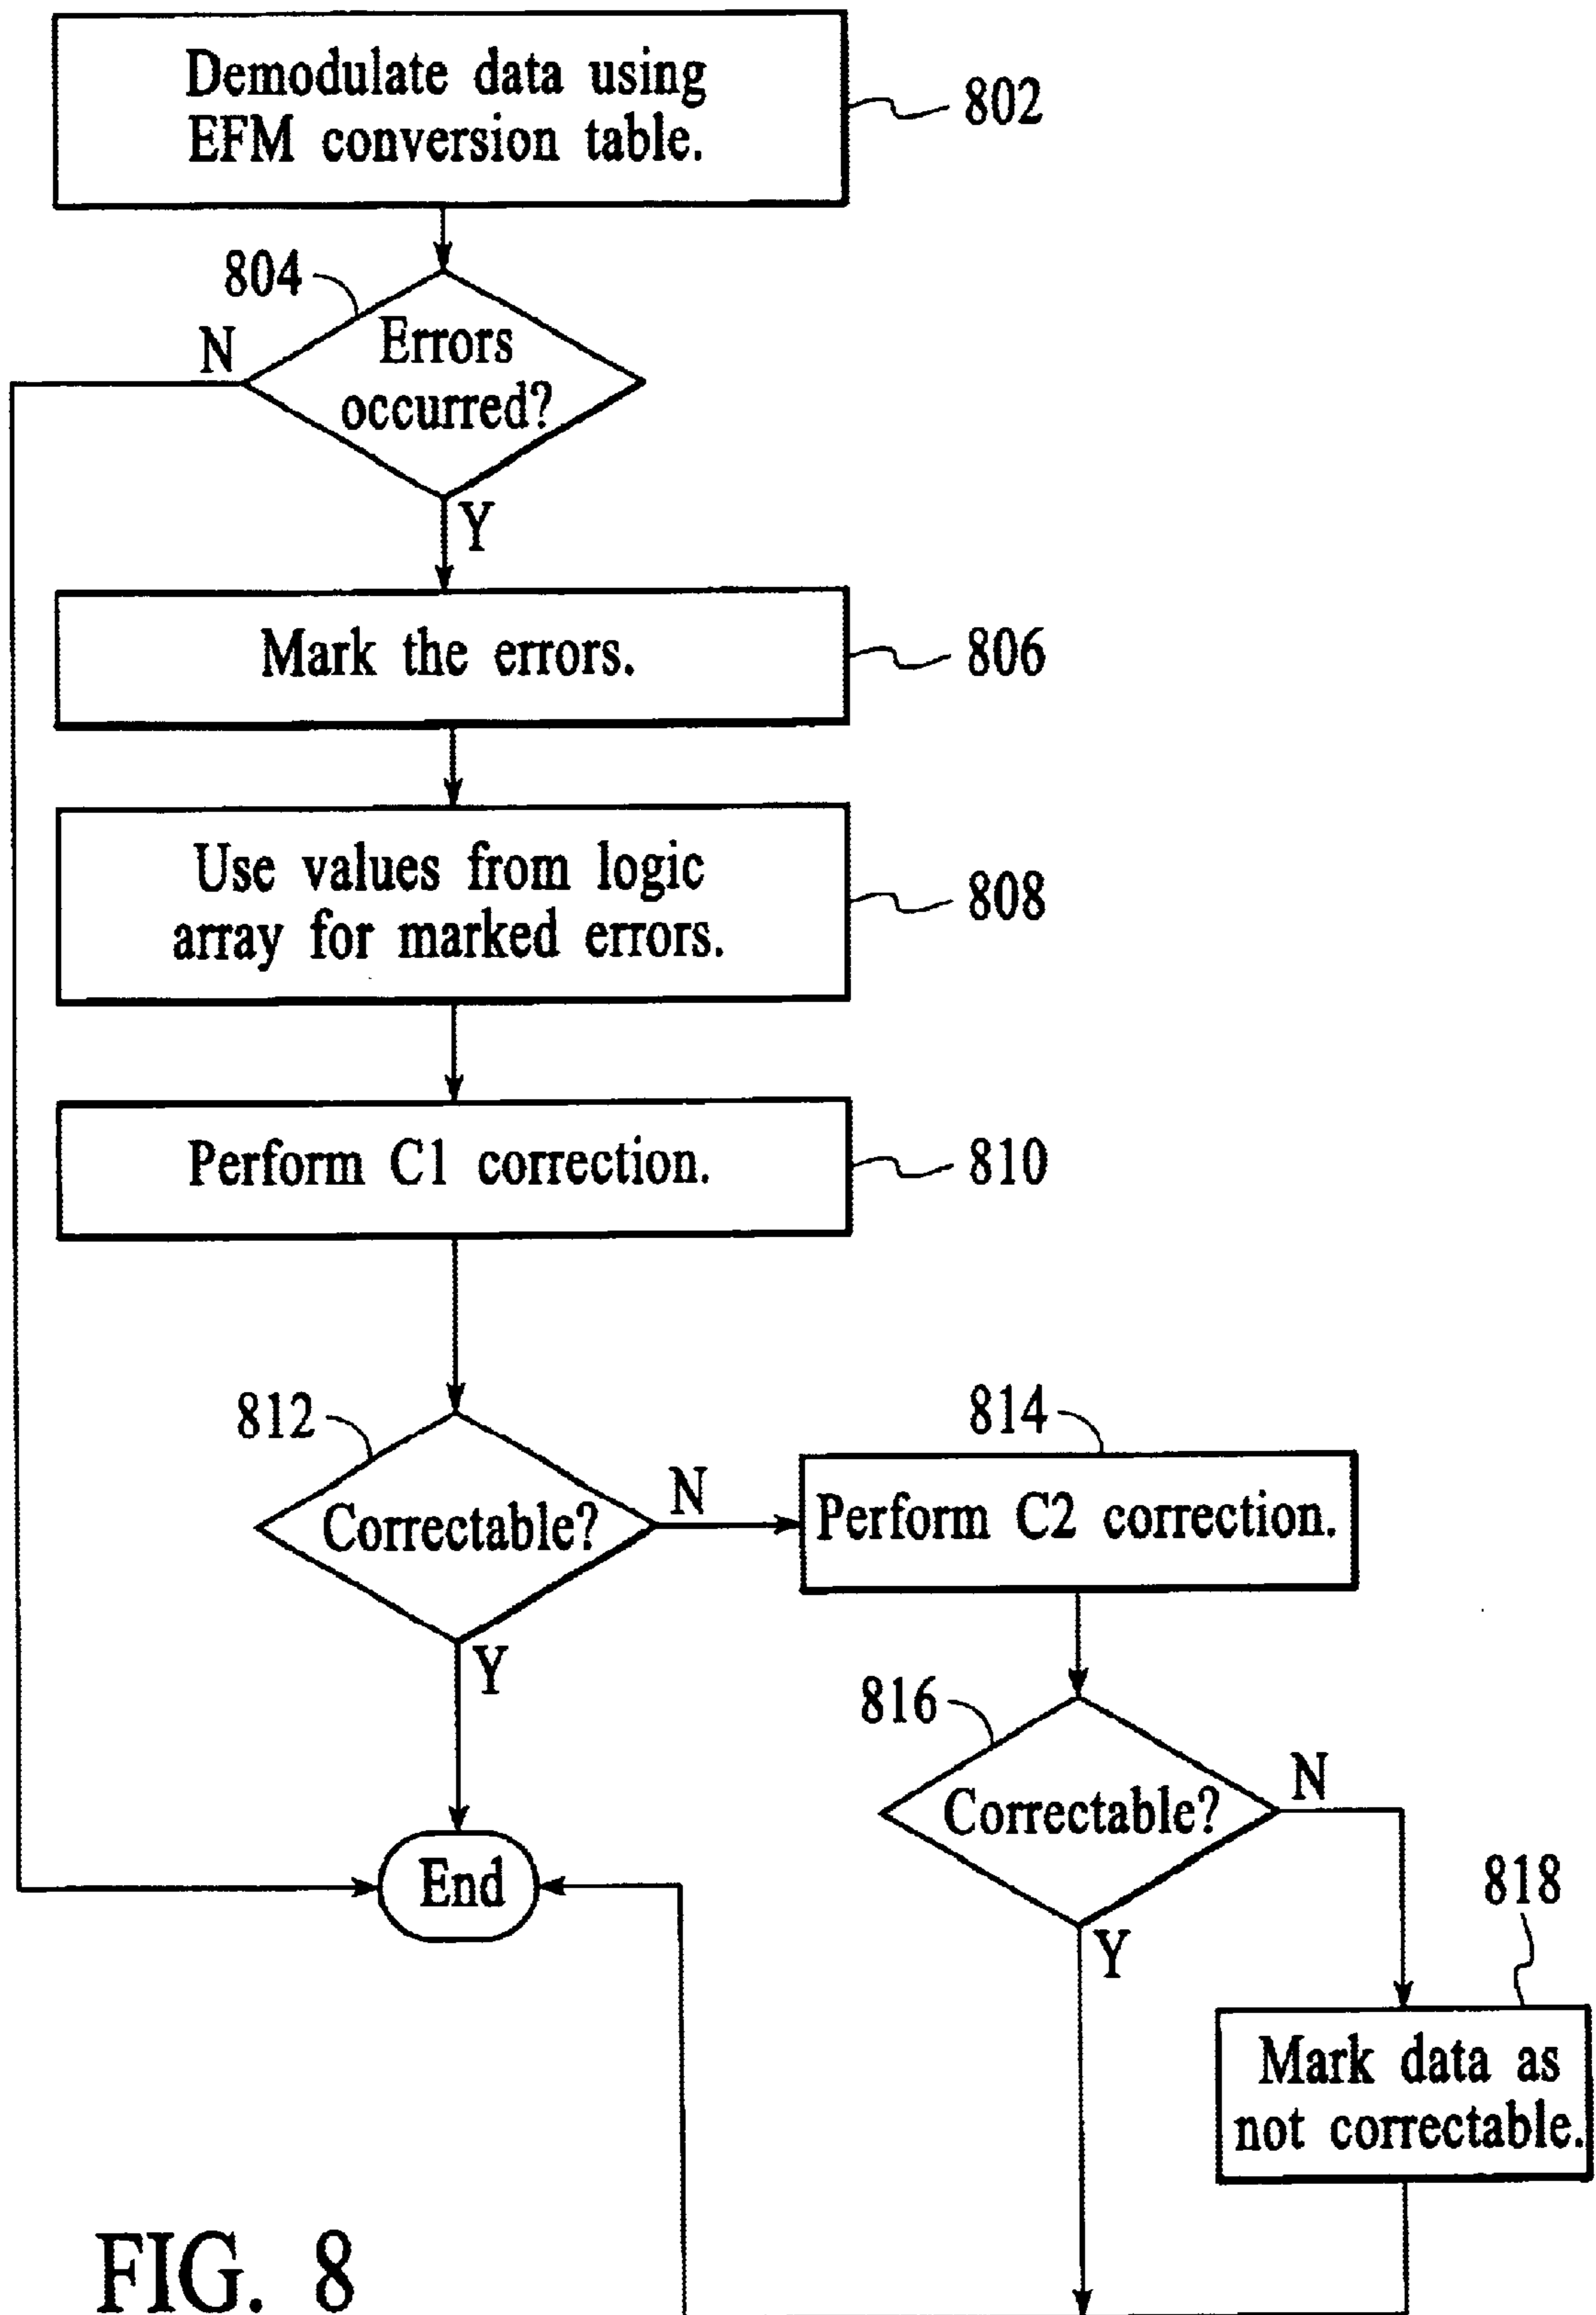 Demodulate data using
EFM conversion table.
802
804
N
Errors
occurred?
Y
Mark the errors.
806
Use values from logic
array for marked errors.
808
Perform C1 correction.
810
812
Correctable?
N
Y
814
Perform C2 correction.
816
Correctable?
N
Y
End
818
Mark data as
not correctable.
FIG. 8